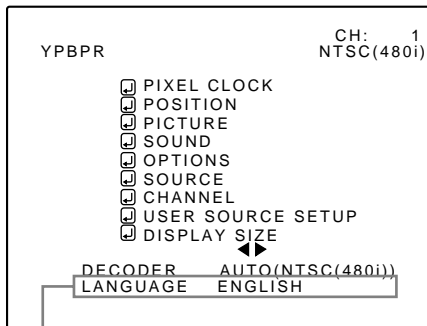 CH: 1
YPBPR NTSC(480i)
PIXEL CLOCK
POSITION
PICTURE
SOUND
OPTIONS
SOURCE
CHANNEL
USER SOURCE SETUP
DISPLAY SIZE
DECODER AUTO(NTSC(480i))
LANGUAGE ENGLISH